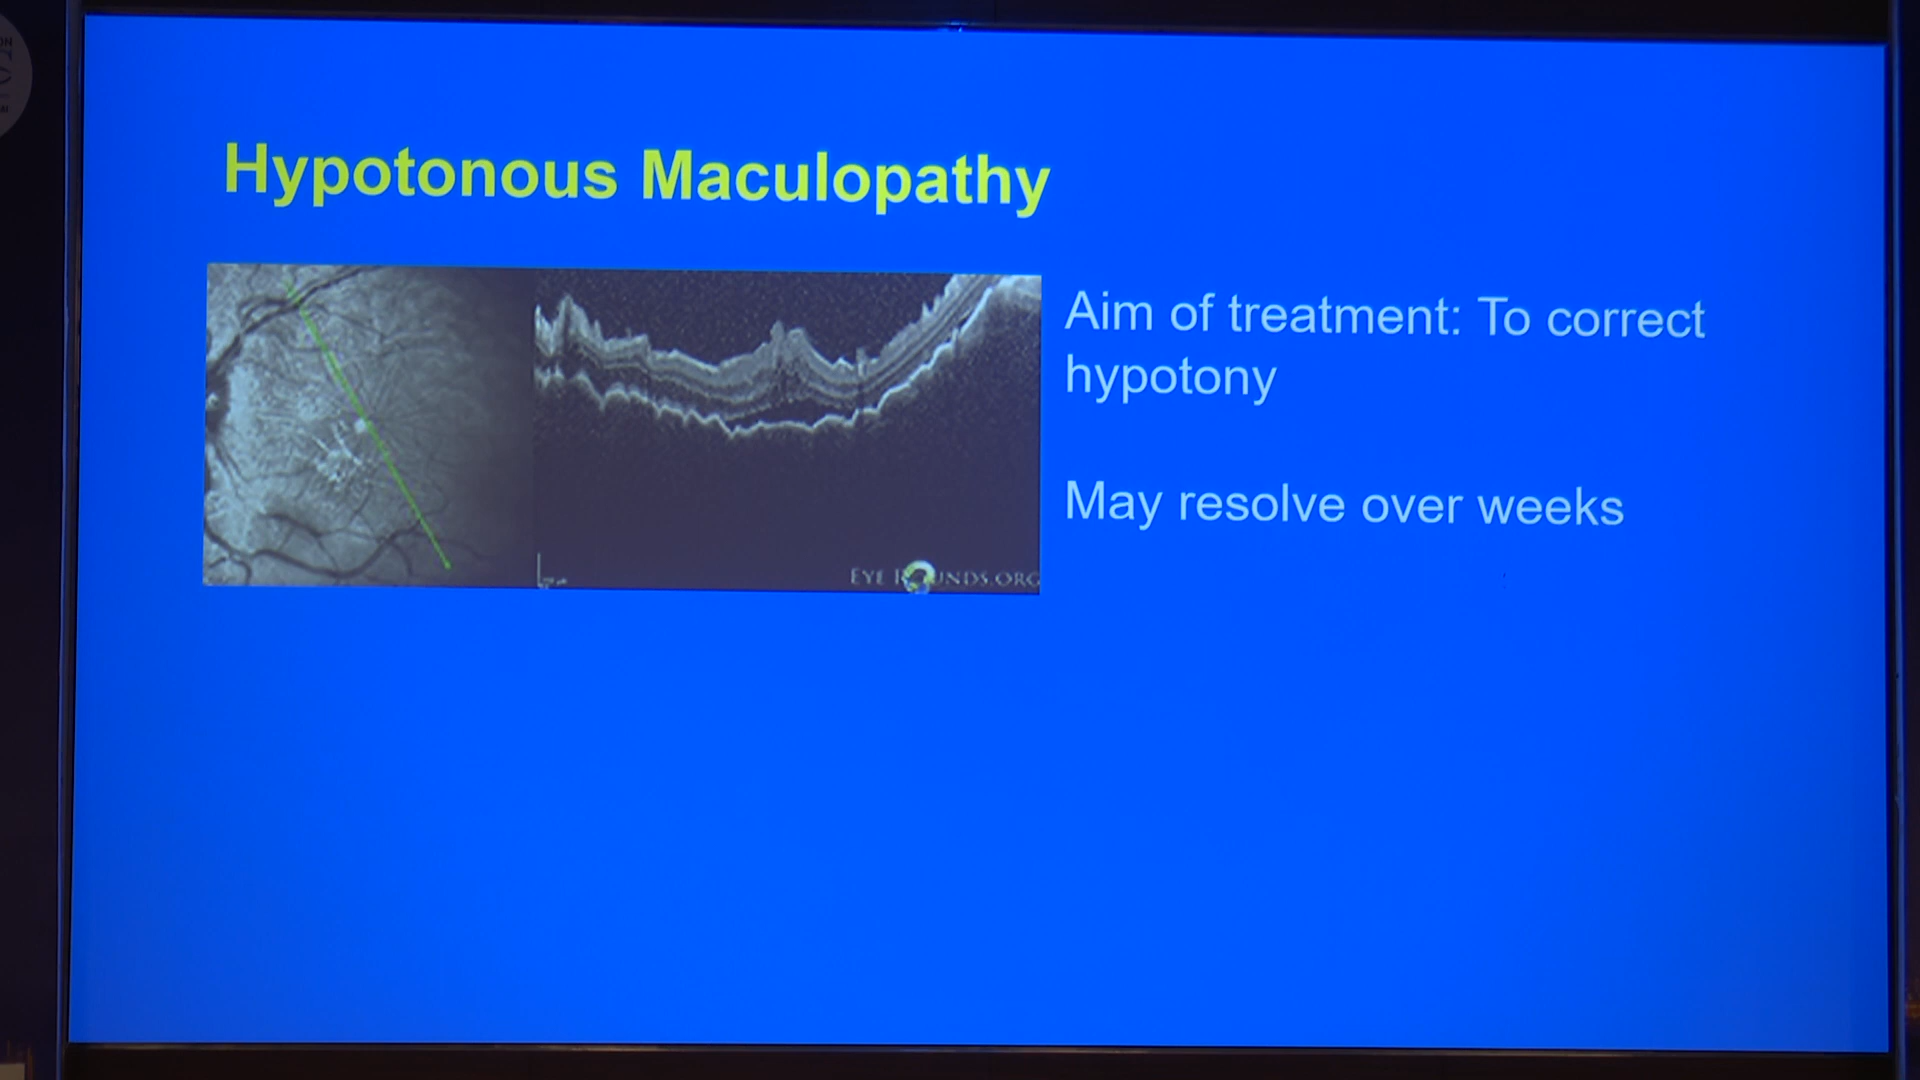 Hypotonous Maculopathy
Aim of treatment: To correct
hypotony
May resolve over weeks